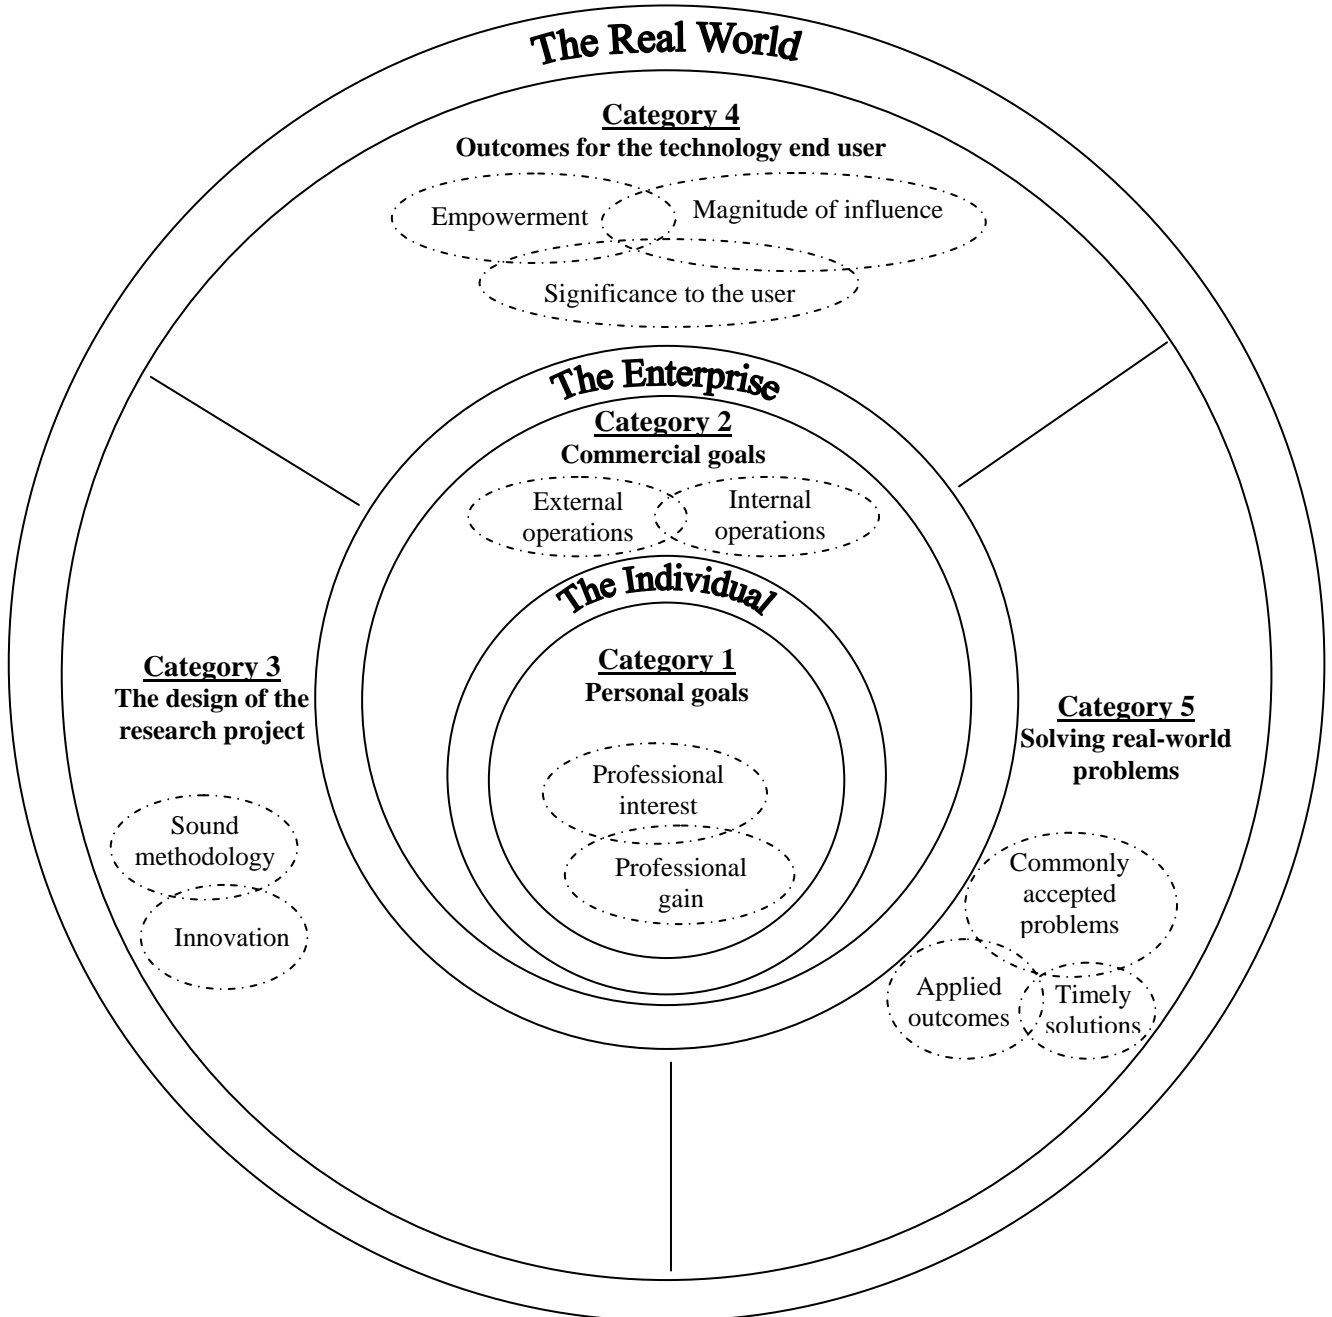 The Real World
Category 4
Outcomes for the technology end user
Empowerment
Magnitude of influence
Significance to the user
The Enterprise
Category 2
Commercial goals
External
operations
Internal
operations
The Individual
Category 1
Personal goals
Professional
interest
Professional
gain
Category 3
The design of the
research project
Sound
methodology
Innovation
Category 5
Solving real-world
problems
Commonly
accepted
problems
Applied
outcomes
Timely
solutions